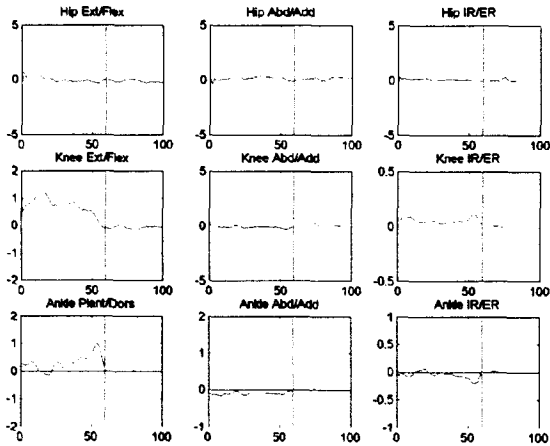 Hip Ext/Flex Hip Abd/Add Hip IR/ER
5 5 5
0 0 0
-5 -5 -5
0 50 100 0 50 100 0 50 100
Knee Ext/Flex Knee Abd/Add Knee IR/ER
2 5 0.5
1
0 0 0
-1
-2 -5 -0.5
0 50 100 0 50 100 0 50 100
Ankle Plant/Dors Ankle Abd/Add Ankle IR/ER
2 2 1
1 1 0.5
0 0 0
-1 -0.5
-2 -1 -1
0 50 100 0 50 100 0 50 100